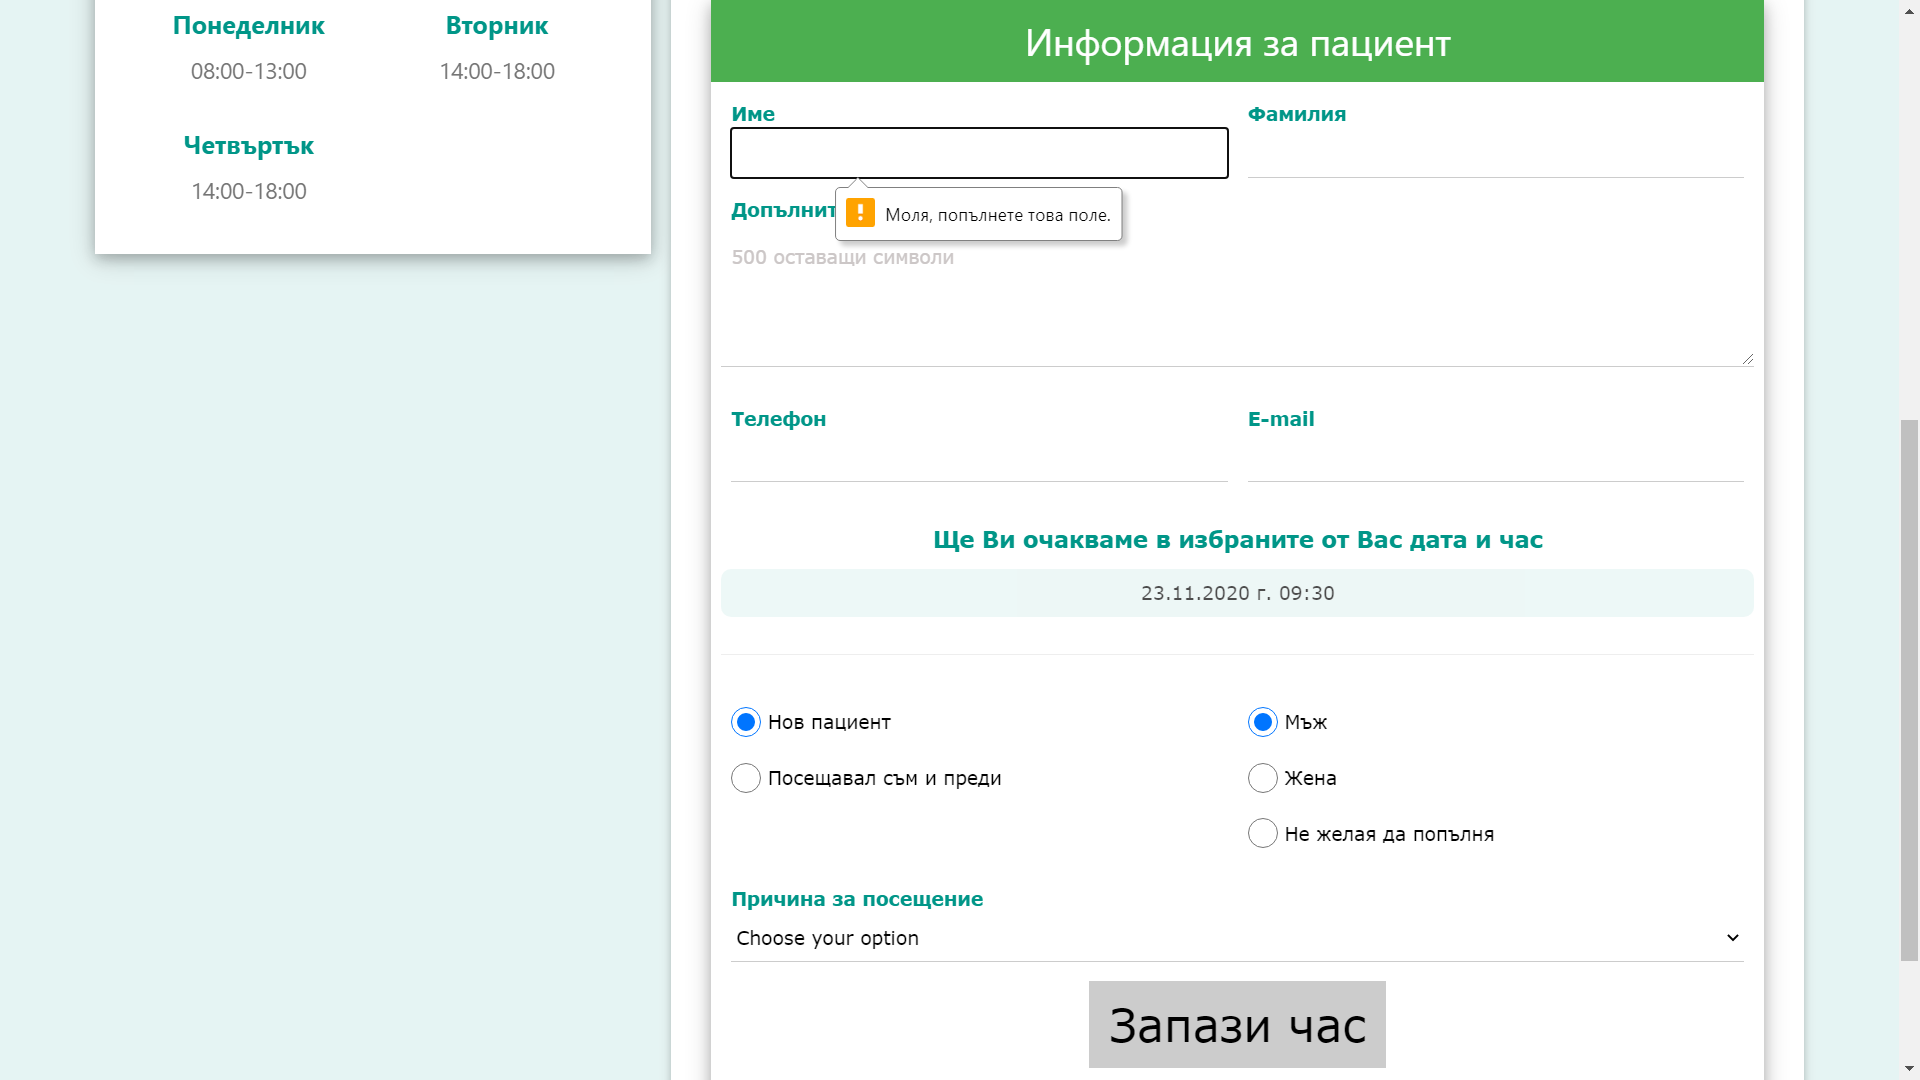 Понеделник
08:00-13:00
Вторник
14:00-18:00
Четвъртък
14:00-18:00
Информация за пациент
Име
Фамилия
Моля, попълнете това поле.
500 оставащи символи
Телефон
E-mail
Ще Ви очакваме в избраните от Вас дата и час
23.11.2020 г. 09:30
Нов пациент
Посещавал съм и преди
Мъж
Жена
Не желая да попълня
Причина за посещение
Choose your option
Запази час